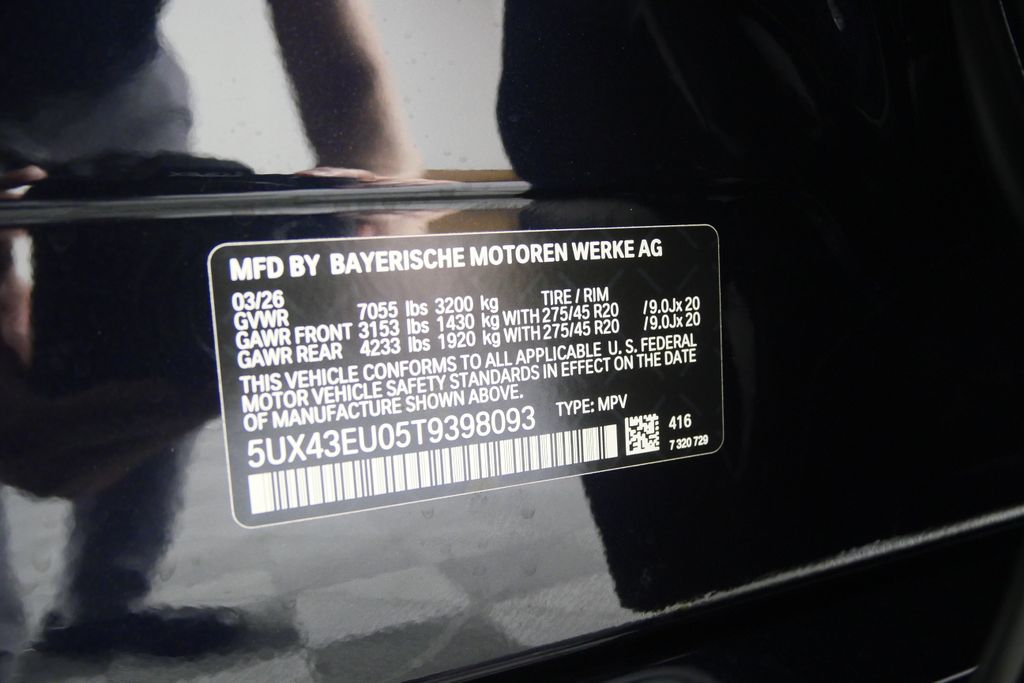 MFD BY BAYERISCHE MOTOREN WERKE AG
03/26 TIRE / RIM
GVWR 7055 lbs 3200 kg
GAWR FRONT 3153 lbs 1430 kg WITH 275/45 R20 /9.0Jx 20
GAWR REAR 4233 lbs 1920 kg WITH 275/45 R20 /9.0Jx 20
THIS VEHICLE CONFORMS TO ALL APPLICABLE U. S. FEDERAL
MOTOR VEHICLE SAFETY STANDARDS IN EFFECT ON THE DATE
OF MANUFACTURE SHOWN ABOVE.
5UX43EU05T9398093 TYPE: MPV
416
7 320 729